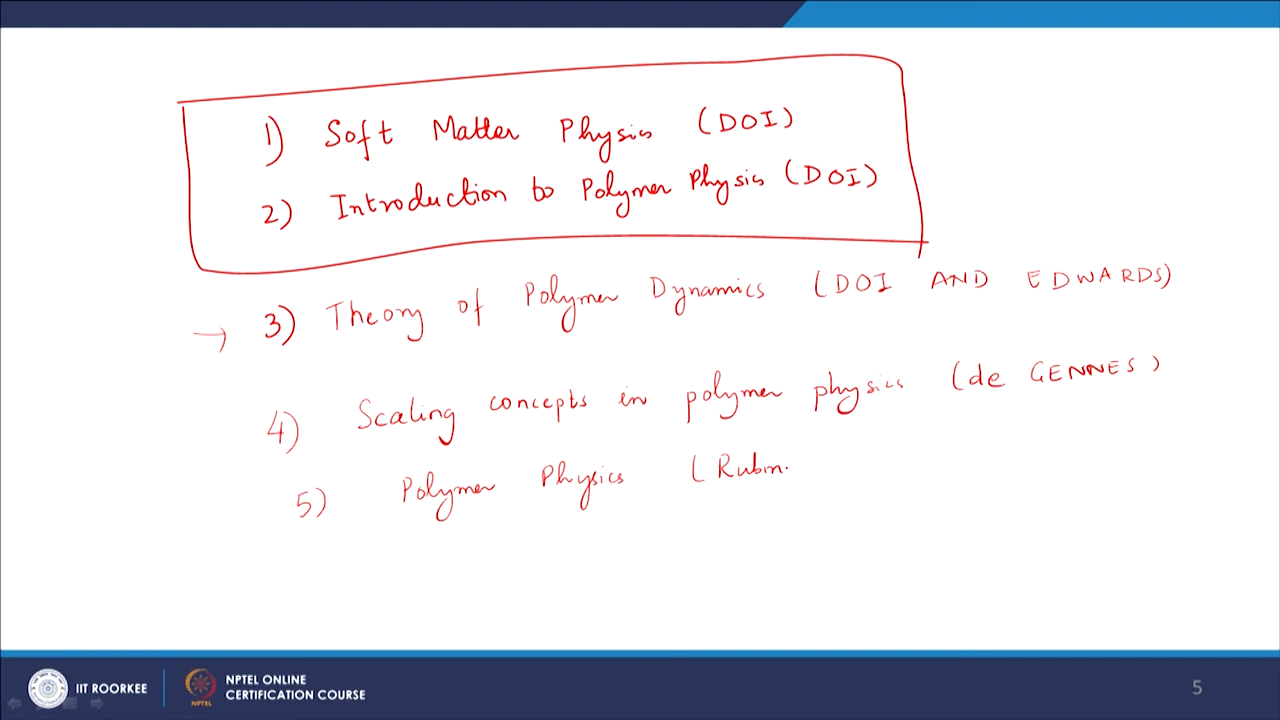 1) Soft Matter Physics (DOI)
2) Introduction to Polymer Physics (DOI)
3) Theory of Polymer Dynamics (DOI AND EDWARDS)
4) Scaling concepts in polymer physics (de GENNES)
5) Polymer Physics (Rubin
IIT ROORKEE
NPTEL ONLINE
CERTIFICATION COURSE
NPTEL
5